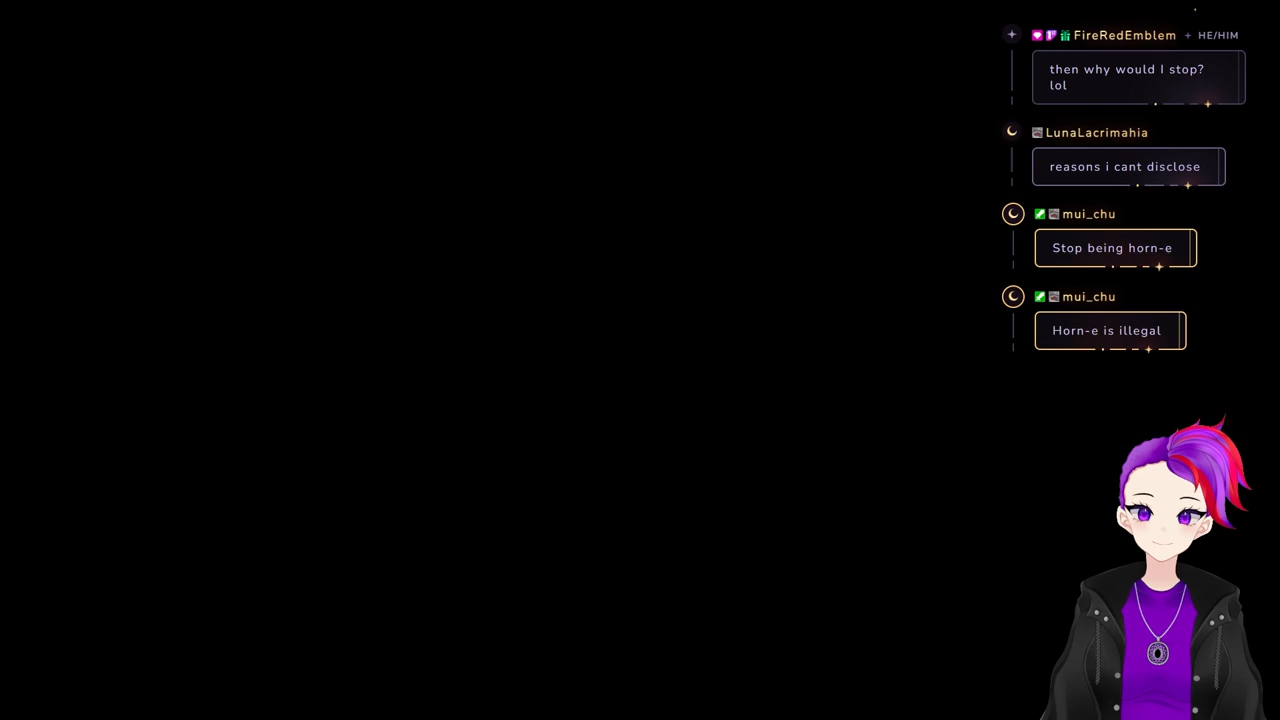 FireRedEmblem HE/HIM
then why would I stop?
lol
LunaLacrimahia
reasons i cant disclose
mui_chu
Stop being horn-e
mui_chu
Horn-e is illegal